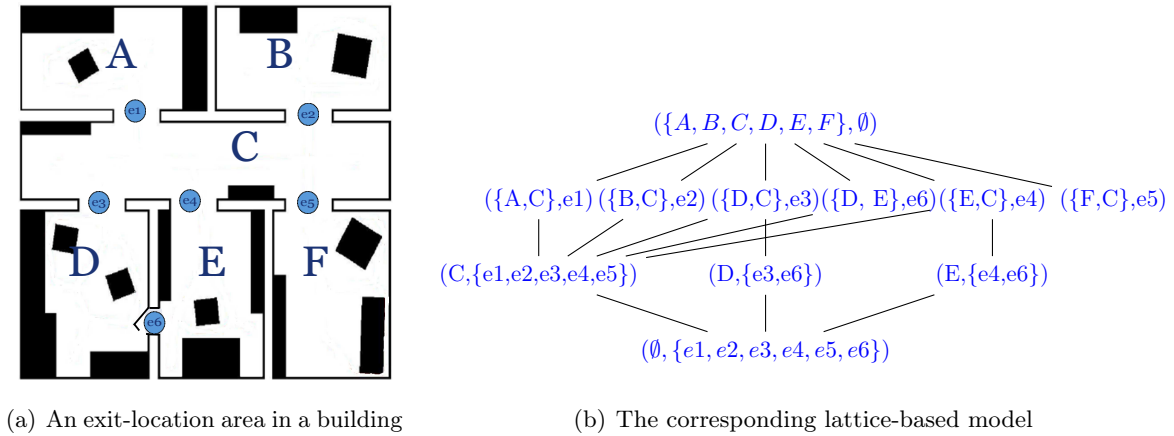 A
B
e1
e2
C
e3
e4
e5
D
E
F
e6
(a) An exit-location area in a building
({A, B, C, D, E, F}, ∅)
({A,C},e1) ({B,C},e2) ({D,C},e3) ({D, E},e6) ({E,C},e4) ({F,C},e5)
(C,{e1,e2,e3,e4,e5}) (D,{e3,e6}) (E,{e4,e6})
(∅, {e1, e2, e3, e4, e5, e6})
(b) The corresponding lattice-based model